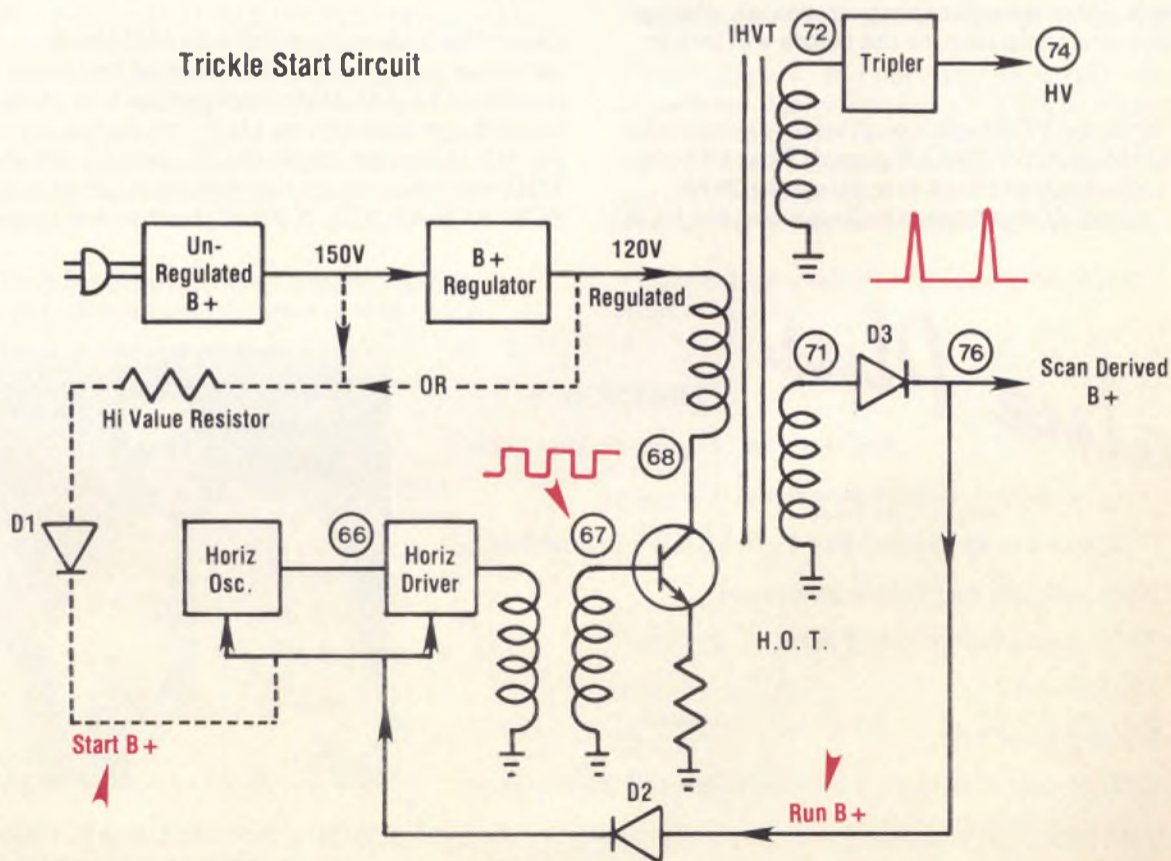 Trickle Start Circuit
IHVT
72
Tripler
74
HV
Un-
Regulated
B+
150V
B+
Regulator
120V
Regulated
OR
Hi Value Resistor
71
D3
76
Scan Derived
B+
68
D1
Horiz
Osc.
66
Horiz
Driver
67
H.O.T.
Start B+
D2
Run B+